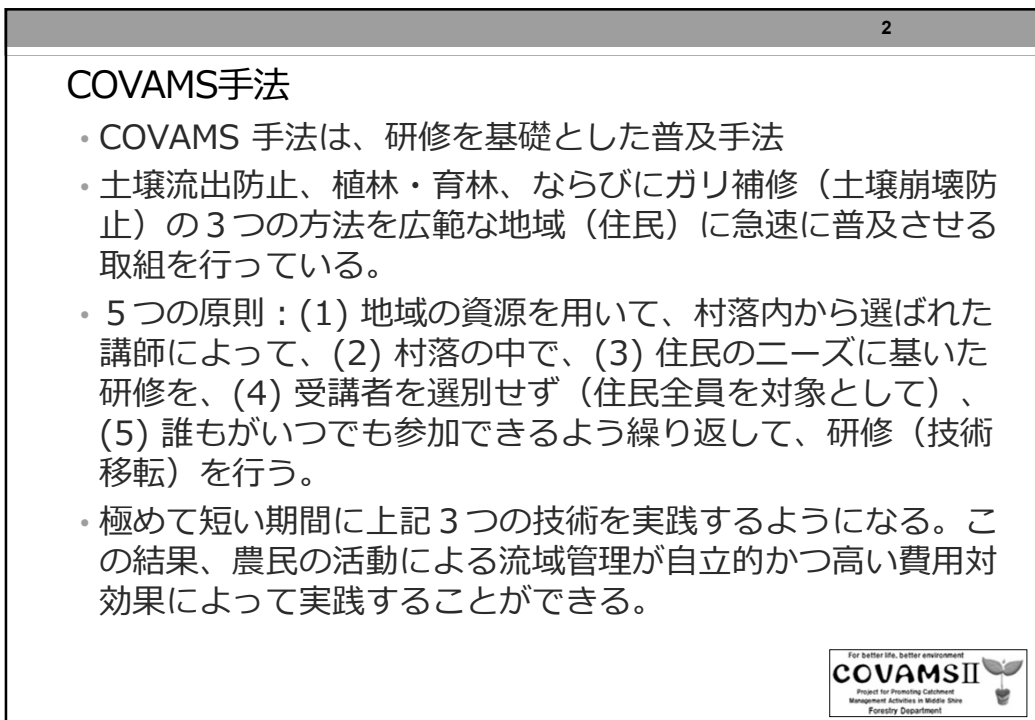 2
COVAMS手法
• COVAMS 手法は、研修を基礎とした普及手法
• 土壌流出防止、植林・育林、ならびにガリ補修（土壌崩壊防
止）の３つの方法を広範な地域（住民）に急速に普及させる
取組を行っている。
• ５つの原則：(1) 地域の資源を用いて、村落内から選ばれた
講師によって、(2) 村落の中で、(3) 住民のニーズに基いた
研修を、(4) 受講者を選別せず（住民全員を対象として）、
(5) 誰もがいつでも参加できるよう繰り返して、研修（技術
移転）を行う。
• 極めて短い期間に上記３つの技術を実践するようになる。こ
の結果、農民の活動による流域管理が自立的かつ高い費用対
効果によって実践することができる。
For better life, better environment
COVAMSII
Project for Promoting Catchment
Management Activities in Middle Shire
Forestry Department